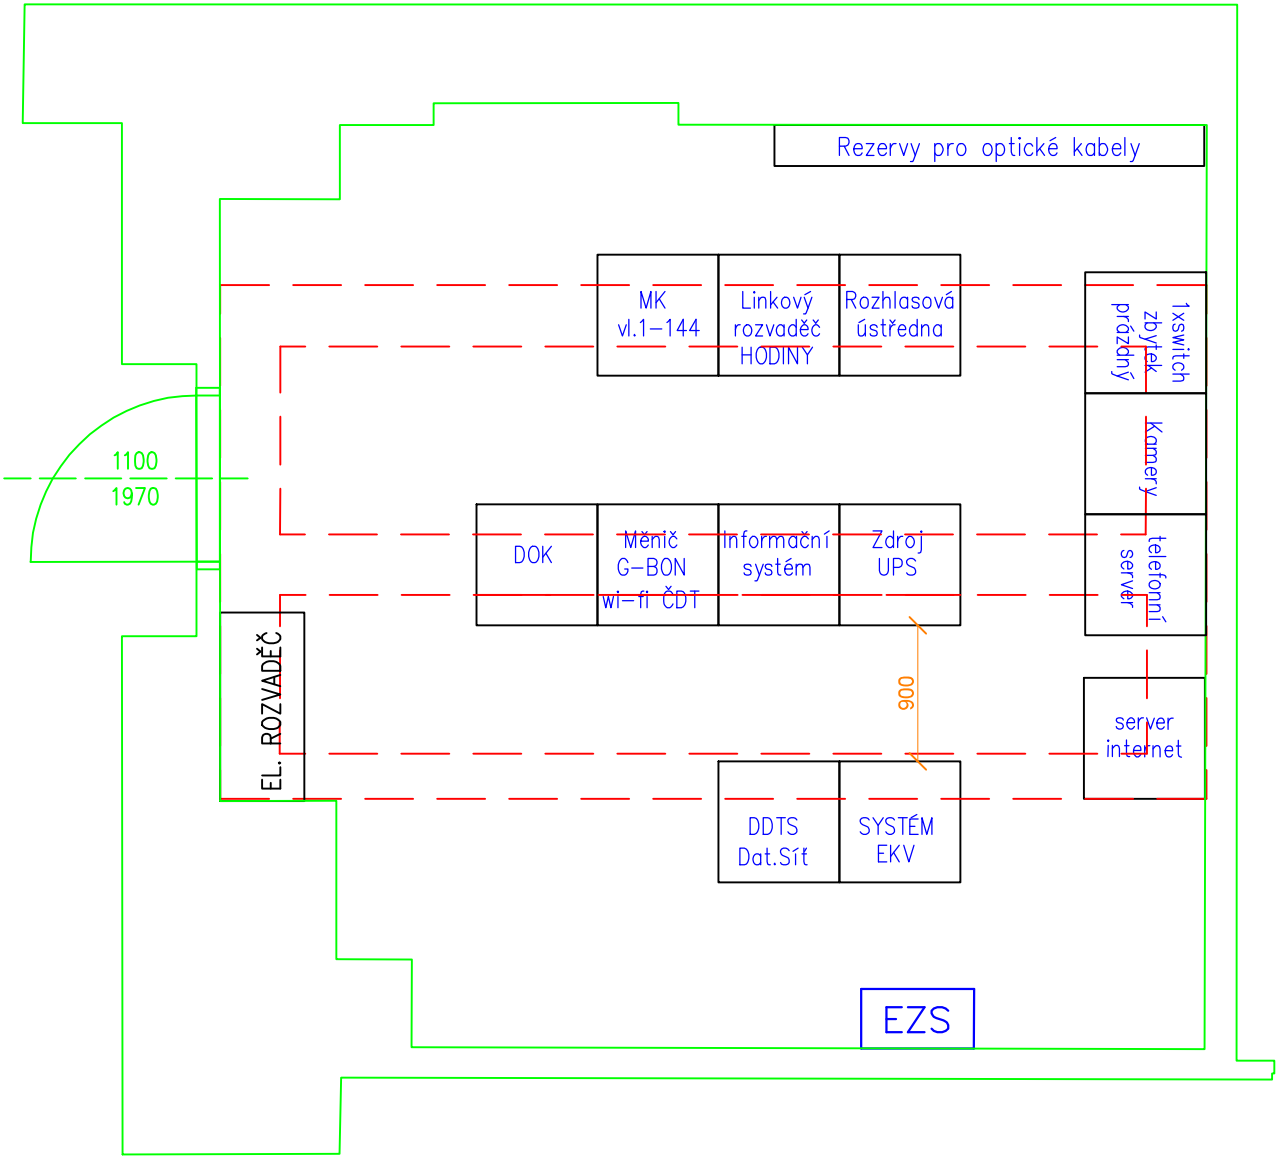 Rezervy pro optické kabely
MK
vl.1-144
Linkový
rozvaděč
HODINY
Rozhlasová
ústředna
1xswitch
zbytek
prázdný
Kamery
telefonní
server
1100
1970
DOK
Měnič
G-BON
wi-fi ČDT
Informační
systém
Zdroj
UPS
EL. ROZVADĚČ
900
server
internet
DDTS
Dat.Síť
SYSTÉM
EKV
EZS